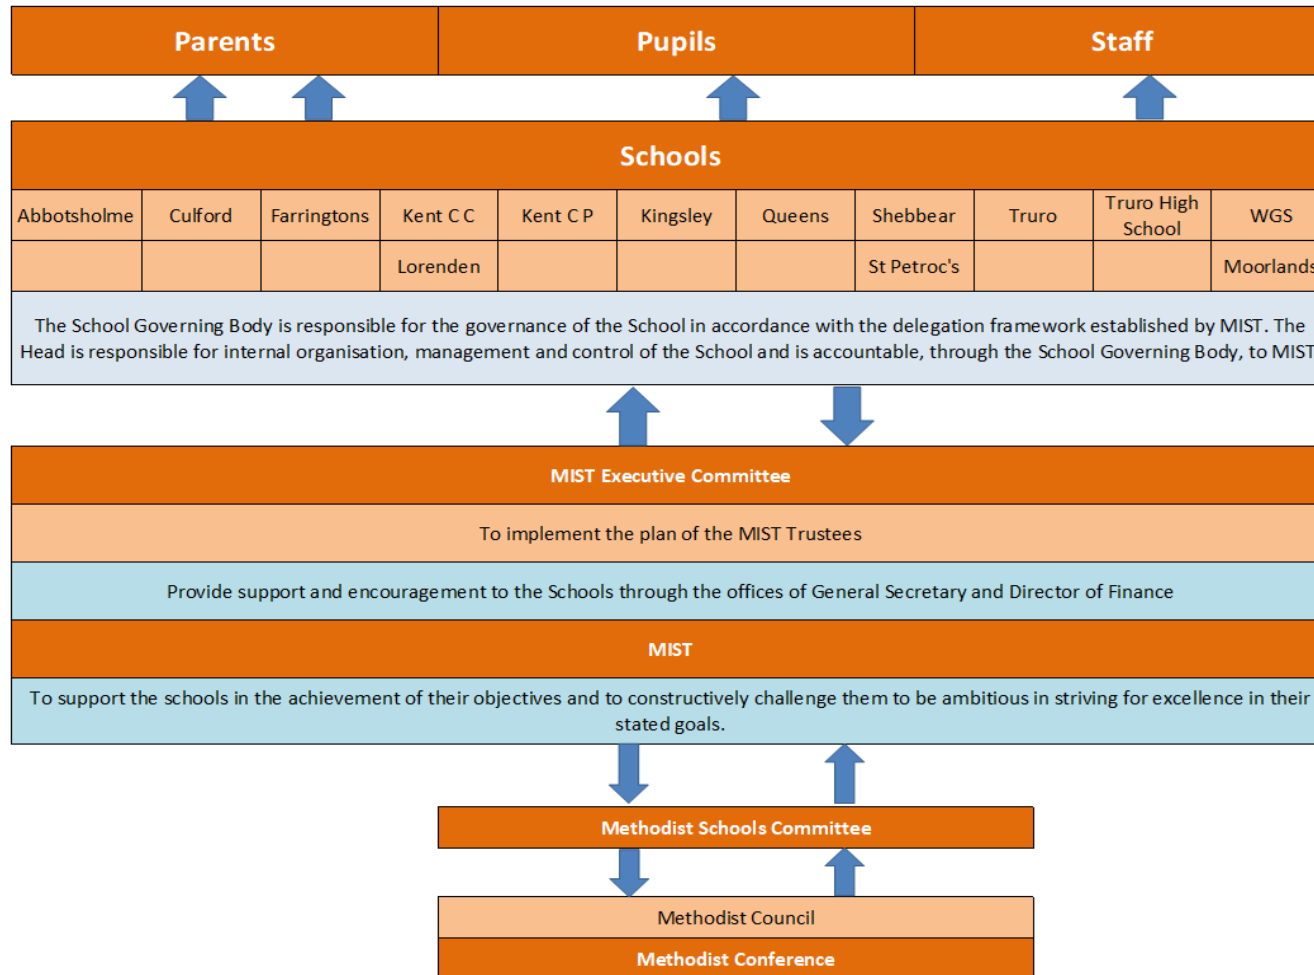 Parents Pupils Staff
Schools
Abbotsholme Culford Farringtons Kent C C Kent C P Kingsley Queens Shebbear Truro Truro High School WGS
Lorenden St Petroc's Moorlands
The School Governing Body is responsible for the governance of the School in accordance with the delegation framework established by MIST. The
Head is responsible for internal organisation, management and control of the School and is accountable, through the School Governing Body, to MIST
MIST Executive Committee
To implement the plan of the MIST Trustees
Provide support and encouragement to the Schools through the offices of General Secretary and Director of Finance
MIST
To support the schools in the achievement of their objectives and to constructively challenge them to be ambitious in striving for excellence in their
stated goals.
Methodist Schools Committee
Methodist Council
Methodist Conference